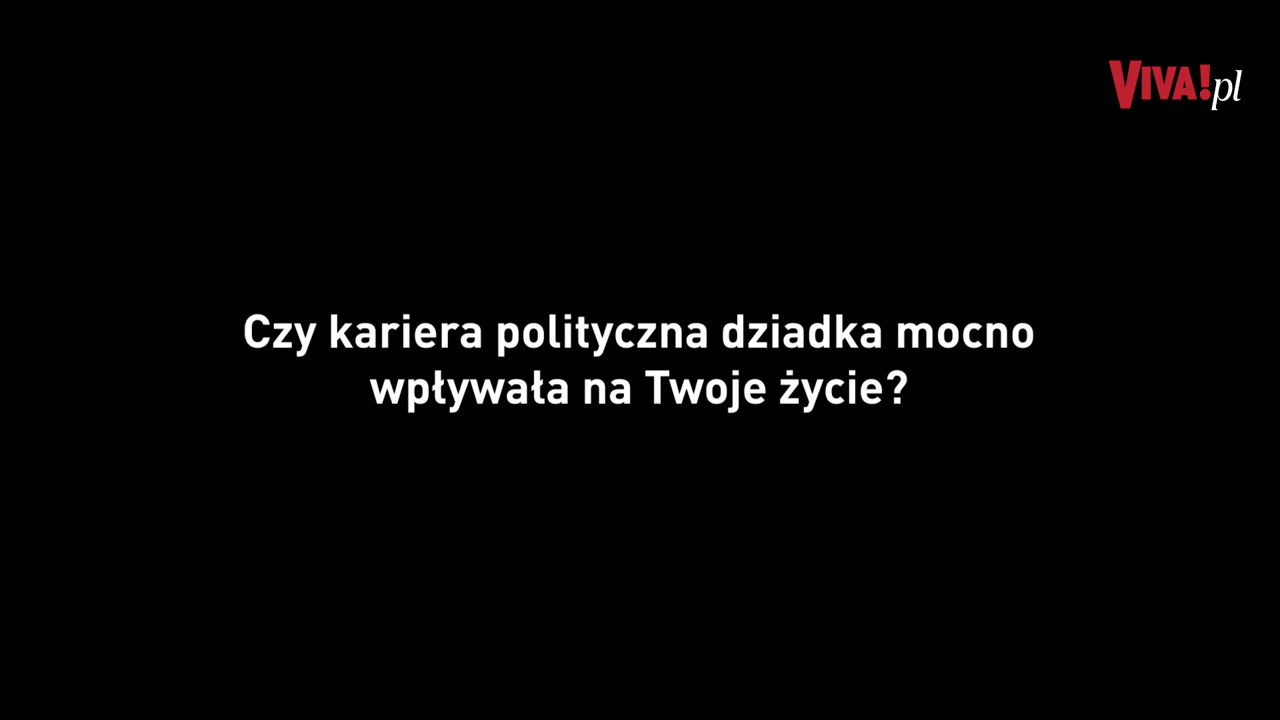 VIVA!pl
Czy kariera polityczna dziadka mocno
wpływała na Twoje życie?